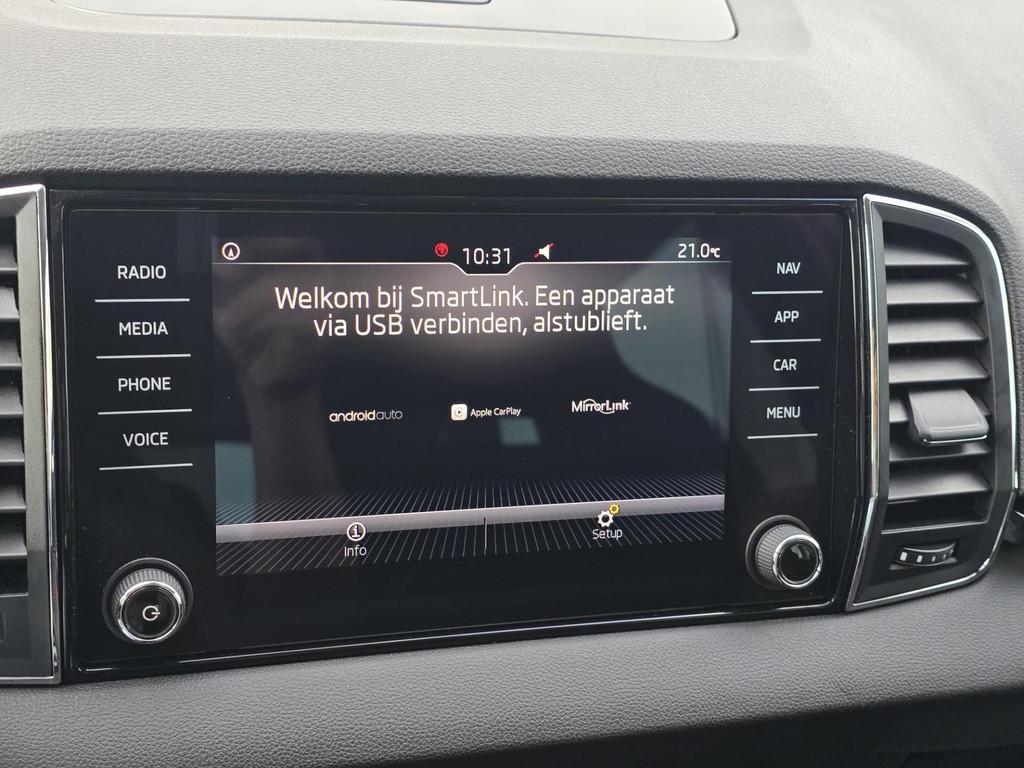 10:31
21.0°C
RADIO
MEDIA
PHONE
VOICE
Welkom bij SmartLink. Een apparaat
via USB verbinden, alstublieft.
androidauto
Apple CarPlay
MirrorLink
Info
Setup
NAV
APP
CAR
MENU